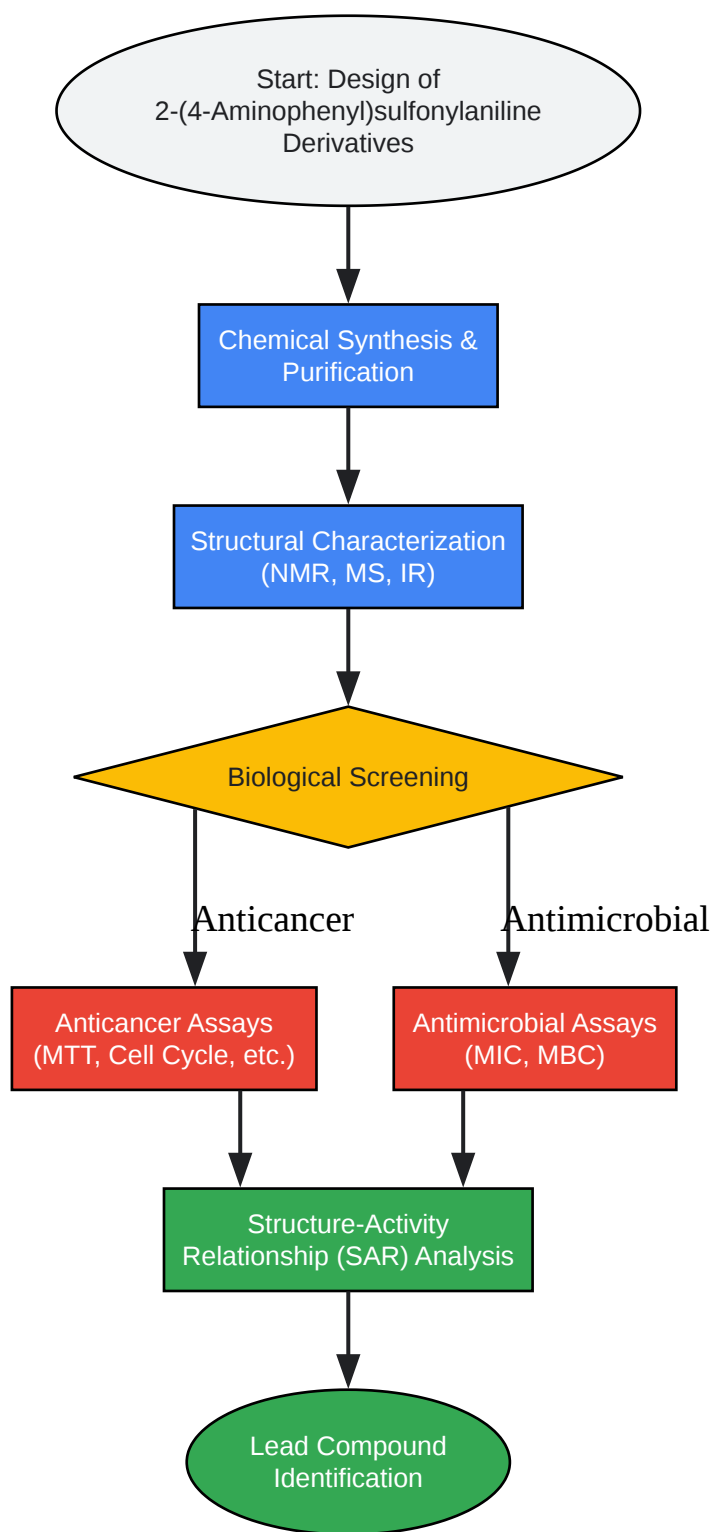 Start: Design of
2-(4-Aminophenyl)sulfonylaniline
Derivatives
Chemical Synthesis &
Purification
Structural Characterization
(NMR, MS, IR)
Biological Screening
Anticancer
Antimicrobial
Anticancer Assays
(MTT, Cell Cycle, etc.)
Antimicrobial Assays
(MIC, MBC)
Structure-Activity
Relationship (SAR) Analysis
Lead Compound
Identification